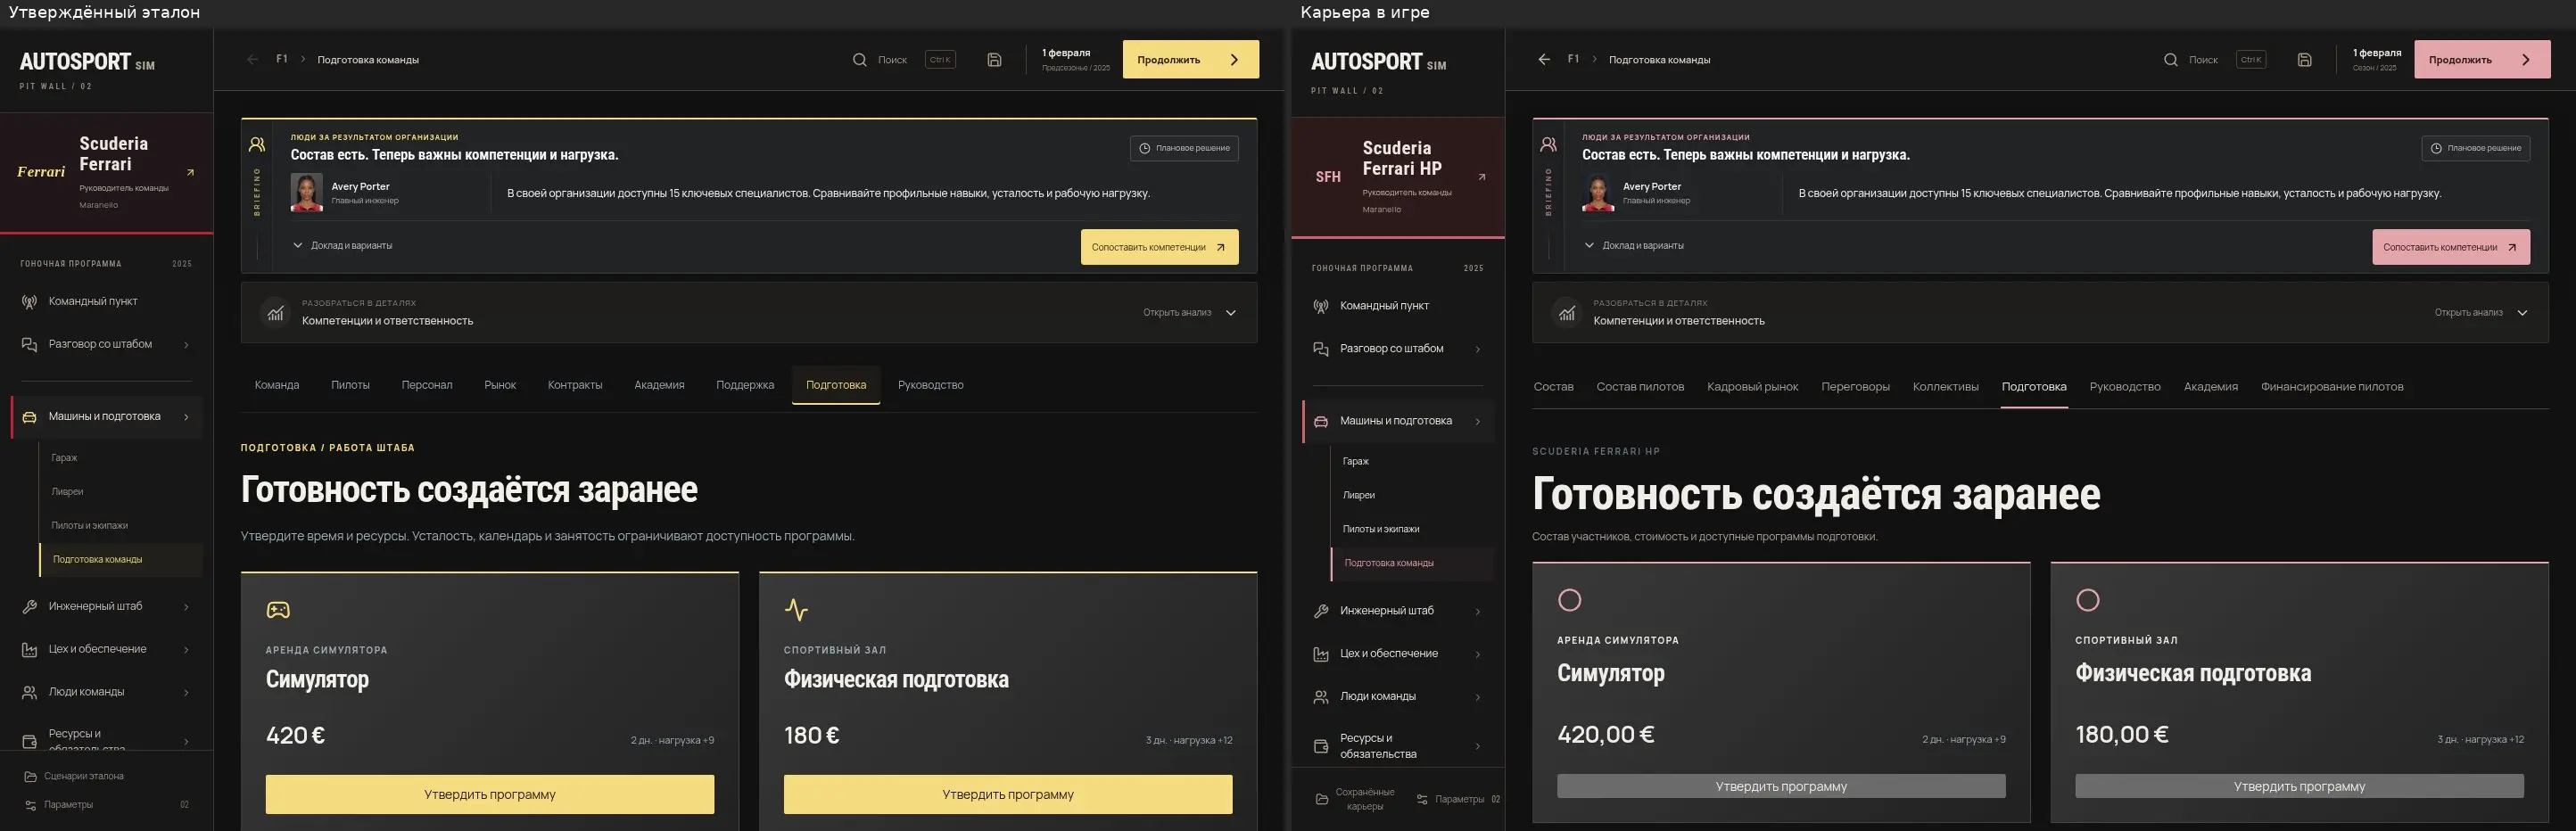 Утверждённый эталон
AUTOSPORT SIM
PIT WALL / 02
F1 > Подготовка команды
Поиск
Ctrl K
1 февраля
Предсезонье / 2025
Продолжить
Ferrari
Scuderia
Ferrari
Руководитель команды
Maranello
BRIEFING
ЛЮДИ ЗА РЕЗУЛЬТАТОМ ОРГАНИЗАЦИИ
Состав есть. Теперь важны компетенции и нагрузка.
Плановое решение
Avery Porter
Главный инженер
В своей организации доступны 15 ключевых специалистов. Сравнивайте профильные навыки, усталость и рабочую нагрузку.
Доклад и варианты
Сопоставить компетенции
РАЗОБРАТЬСЯ В ДЕТАЛЯХ
Компетенции и ответственность
Открыть анализ
ГОНОЧНАЯ ПРОГРАММА 2025
Командный пункт
Разговор со штабом
Машины и подготовка
Гараж
Ливреи
Пилоты и экипажи
Подготовка команды
Инженерный штаб
Цех и обеспечение
Люди команды
Ресурсы и
обязательства
Сценарии эталона
Параметры 02
Команда Пилоты Персонал Рынок Контракты Академия Поддержка Подготовка Руководство
ПОДГОТОВКА / РАБОТА ШТАБА
Готовность создаётся заранее
Утвердите время и ресурсы. Усталость, календарь и занятость ограничивают доступность программы.
АРЕНДА СИМУЛЯТОРА
Симулятор
420 €
2 дн. · нагрузка +9
Утвердить программу
СПОРТИВНЫЙ ЗАЛ
Физическая подготовка
180 €
3 дн. · нагрузка +12
Утвердить программу
Карьера в игре
AUTOSPORT SIM
PIT WALL / 02
F1 > Подготовка команды
Поиск
Ctrl K
1 февраля
Сезон / 2025
Продолжить
SFH
Scuderia
Ferrari HP
Руководитель команды
Maranello
BRIEFING
ЛЮДИ ЗА РЕЗУЛЬТАТОМ ОРГАНИЗАЦИИ
Состав есть. Теперь важны компетенции и нагрузка.
Плановое решение
Avery Porter
Главный инженер
В своей организации доступны 15 ключевых специалистов. Сравнивайте профильные навыки, усталость и рабочую нагрузку.
Доклад и варианты
Сопоставить компетенции
РАЗОБРАТЬСЯ В ДЕТАЛЯХ
Компетенции и ответственность
Открыть анализ
ГОНОЧНАЯ ПРОГРАММА 2025
Командный пункт
Разговор со штабом
Машины и подготовка
Гараж
Ливреи
Пилоты и экипажи
Подготовка команды
Инженерный штаб
Цех и обеспечение
Люди команды
Ресурсы и
обязательства
Сохранённые
карьеры
Параметры 02
Состав Состав пилотов Кадровый рынок Переговоры Коллективы Подготовка Руководство Академия Финансирование пилотов
SCUDERIA FERRARI HP
Готовность создаётся заранее
Состав участников, стоимость и доступные программы подготовки.
АРЕНДА СИМУЛЯТОРА
Симулятор
420,00 €
2 дн. · нагрузка +9
Утвердить программу
СПОРТИВНЫЙ ЗАЛ
Физическая подготовка
180,00 €
3 дн. · нагрузка +12
Утвердить программу